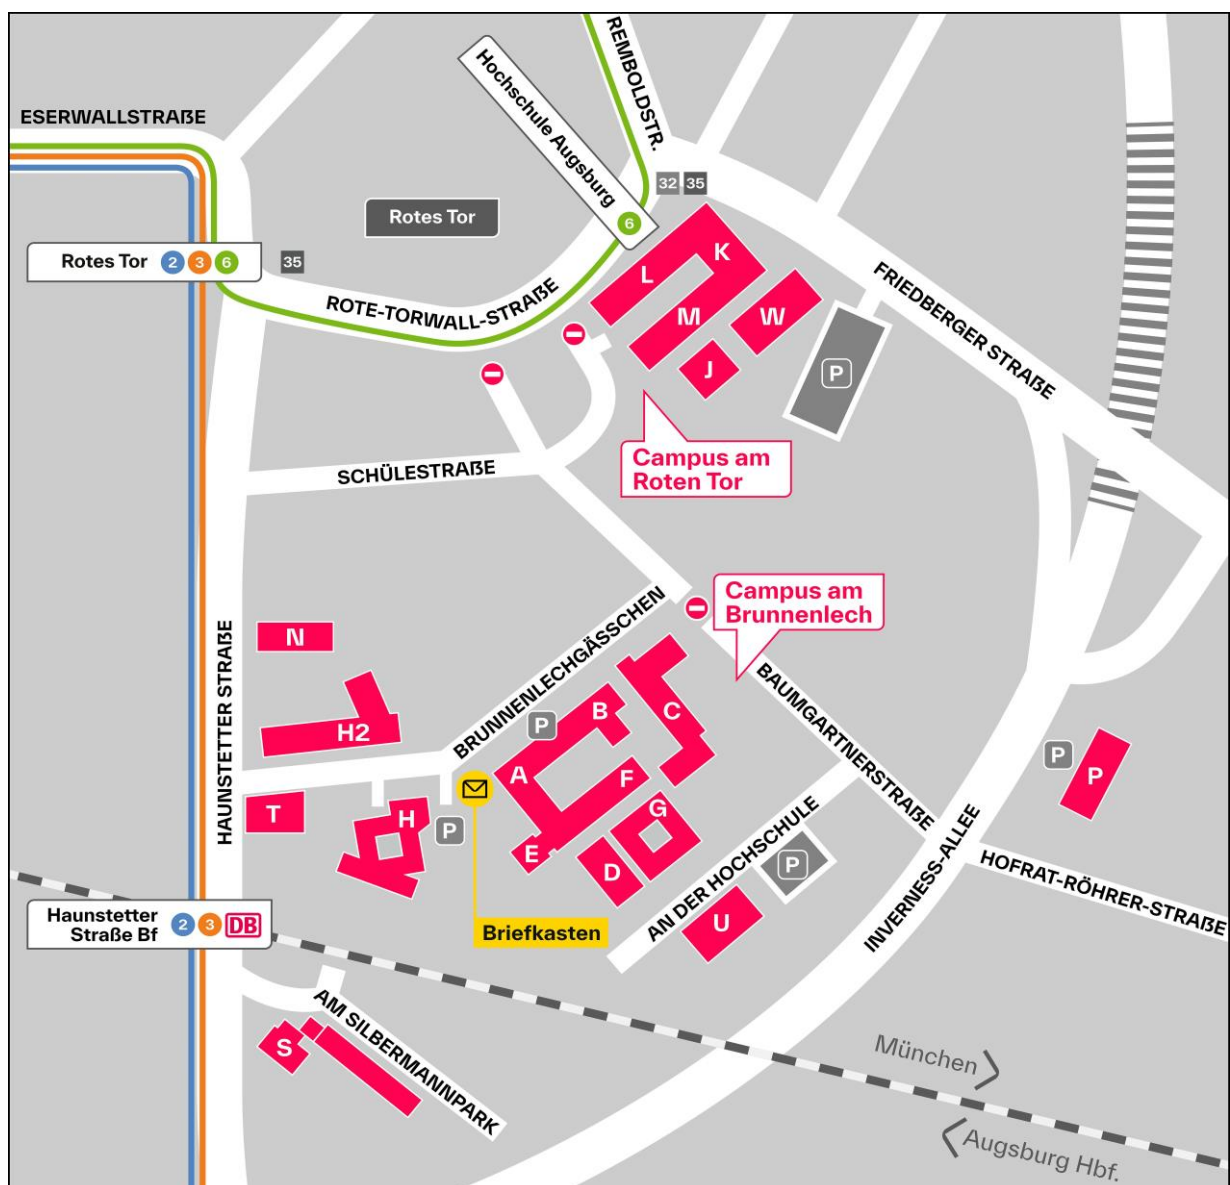 ESERWALLSTRAẞE
REMBOLDSTR.
Hochschule Augsburg
6
32
35
Rotes Tor
Rotes Tor 2 3 6
35
ROTE-TORWALL-STRAẞE
L
K
M
W
J
P
FRIEDBERGER STRAẞE
Campus am
Roten Tor
SCHÜLESTRAẞE
Campus am
Brunnenlech
HAUNSTETTER STRAẞE
N
H2
BRUNNENLECHGÄSSCHEN
P
B
C
A
F
BAUMGARTNERSTRAẞE
P
P
T
H
P
G
E
D
AN DER HOCHSCHULE
P
U
INVERNESS-ALLEE
HOFRAT-RÖHRER-STRAẞE
Haunstetter
Straße Bf
2 3 DB
Briefkasten
AM SILBERMANNPARK
S
München
Augsburg Hbf.